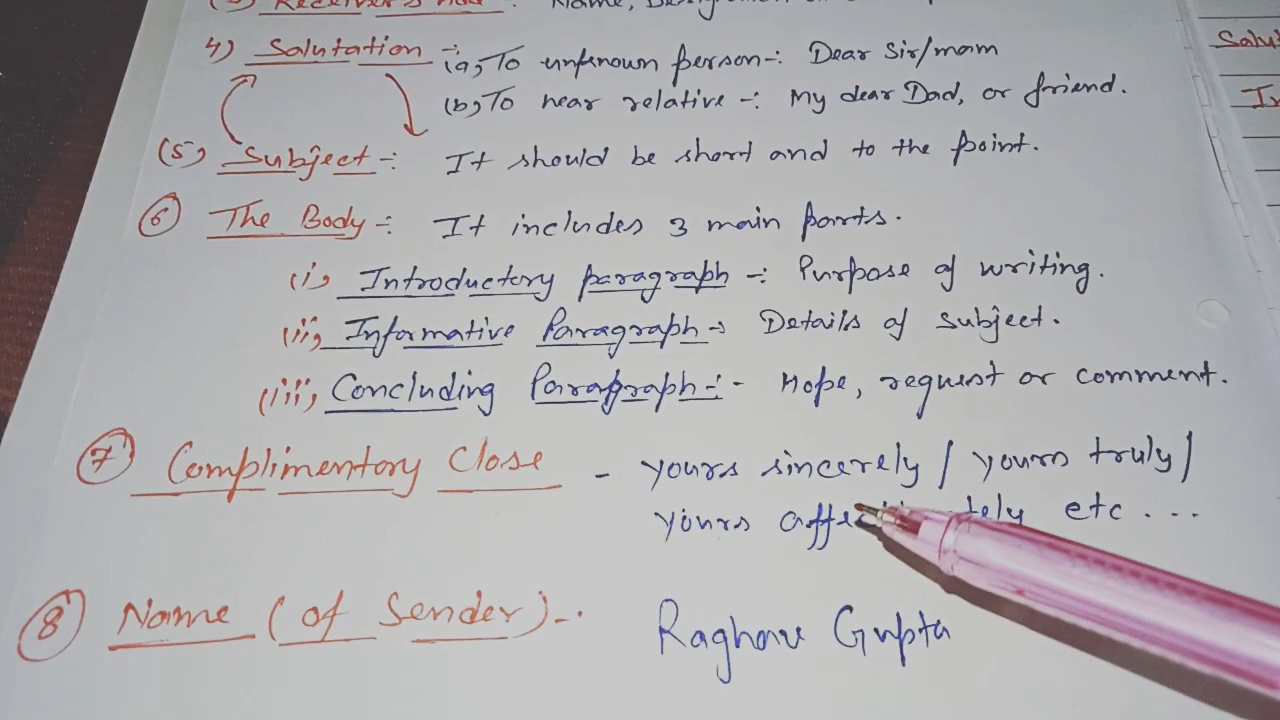 Name,
4) Salutation :- (a) To unknown person -: Dear Sir/mam
(b) To near relative -: My dear Dad, or friend.
(5) Subject -: It should be short and to the point.
6 The Body -: It includes 3 main parts.
(i) Introductory paragraph -: Purpose of writing.
(ii) Informative Paragraph -> Details of subject.
(iii) Concluding Paragraph -: - Hope, request or comment.
7 Complimentory Close - yours sincerely / yours truly /
yours etc ...
8 Name (of Sender) -. Raghav Gupta